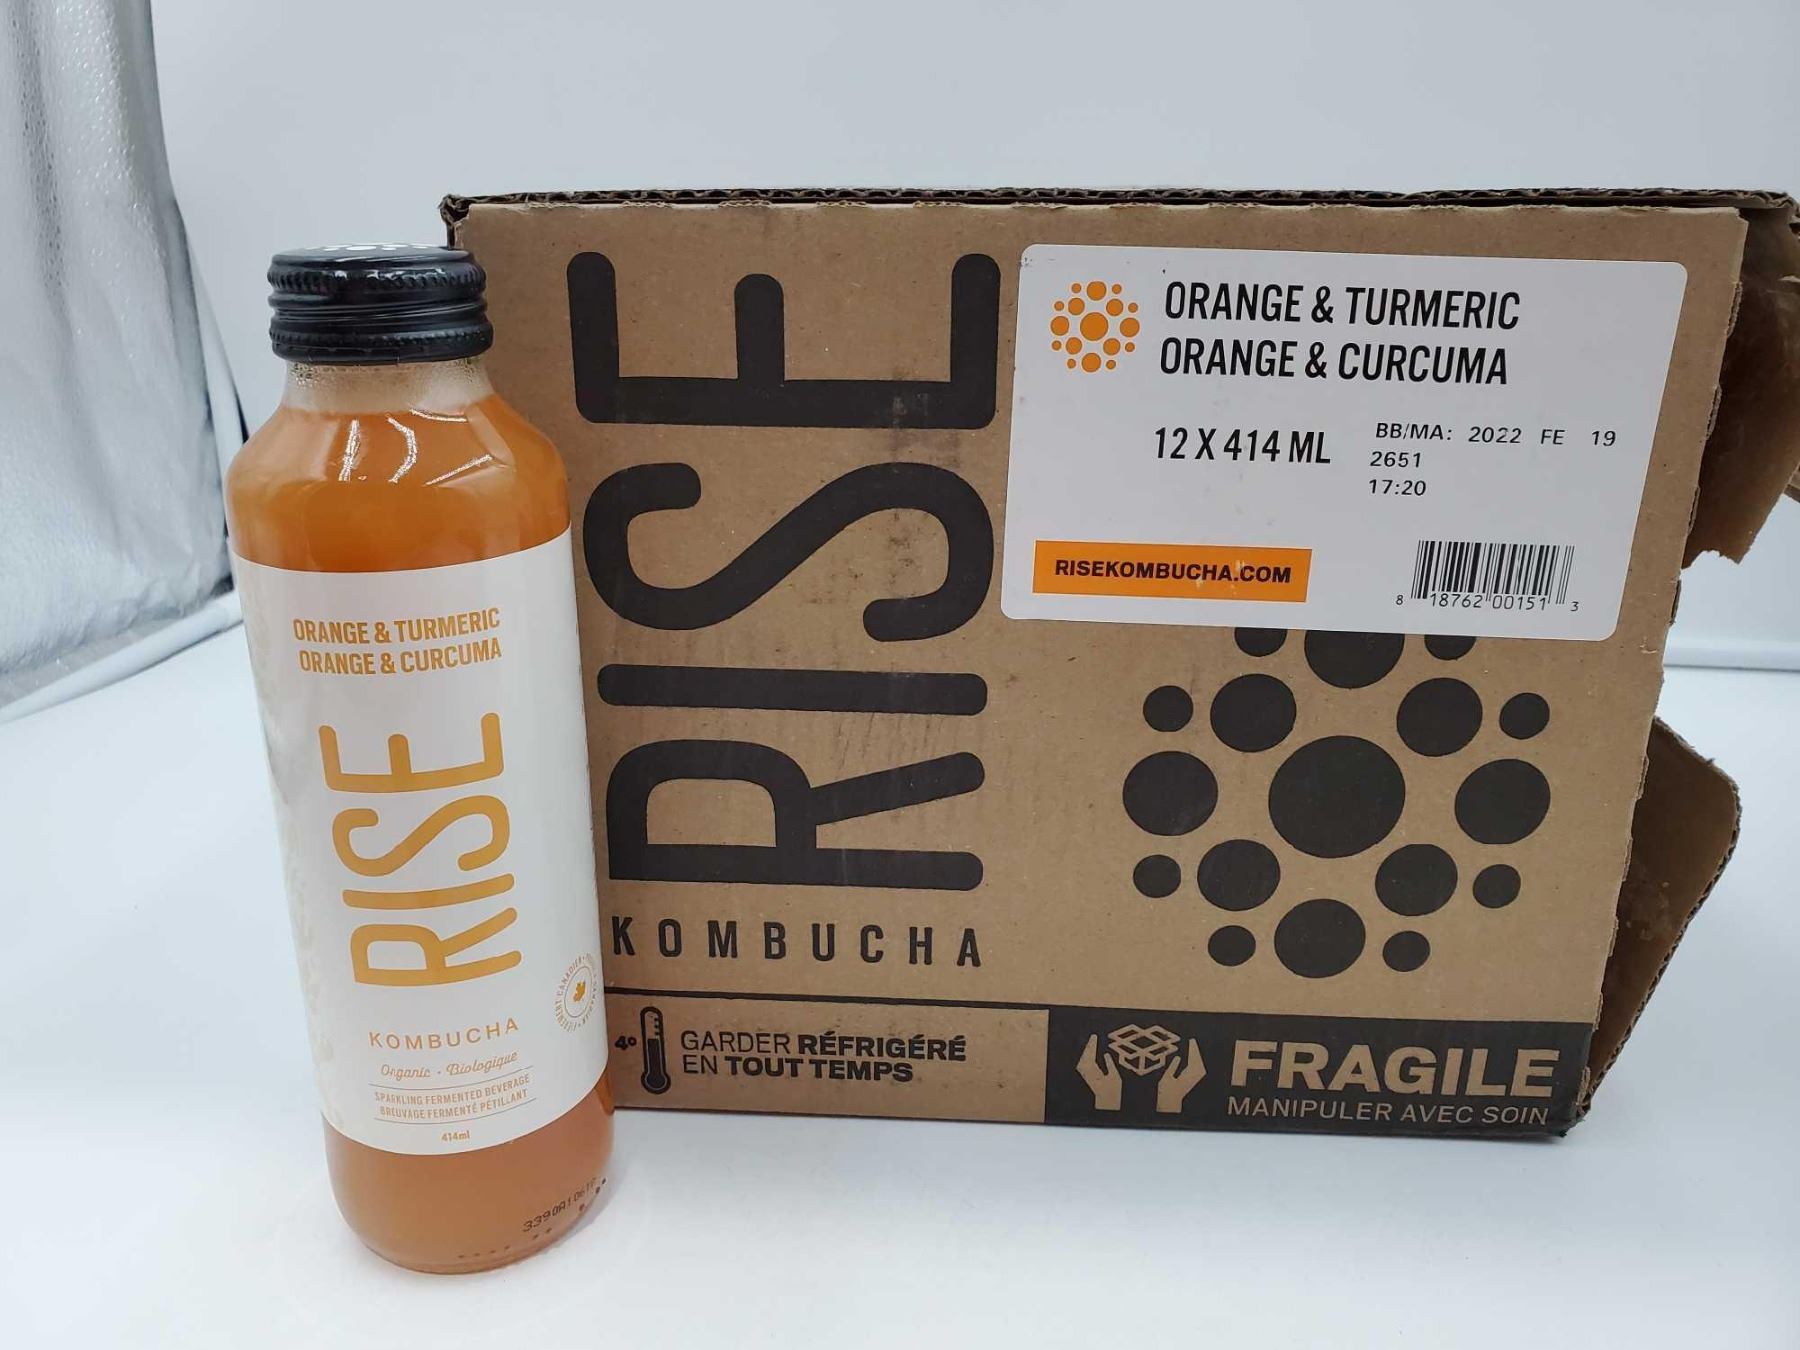 ORANGE & TURMERIC
ORANGE & CURCUMA
RISE
KOMBUCHA
Organic • Biologique
SPARKLING FERMENTED BEVERAGE
BREUVAGE FERMENTÉ PÉTILLANT
414ml
RISE
KOMBUCHA
ORANGE & TURMERIC
ORANGE & CURCUMA
12 X 414 ML
BB/MA: 2022 FE 19
2651
17:20
RISEKOMBUCHA.COM
8 18762 00151 3
4°
GARDER RÉFRIGÉRÉ
EN TOUT TEMPS
FRAGILE
MANIPULER AVEC SOIN